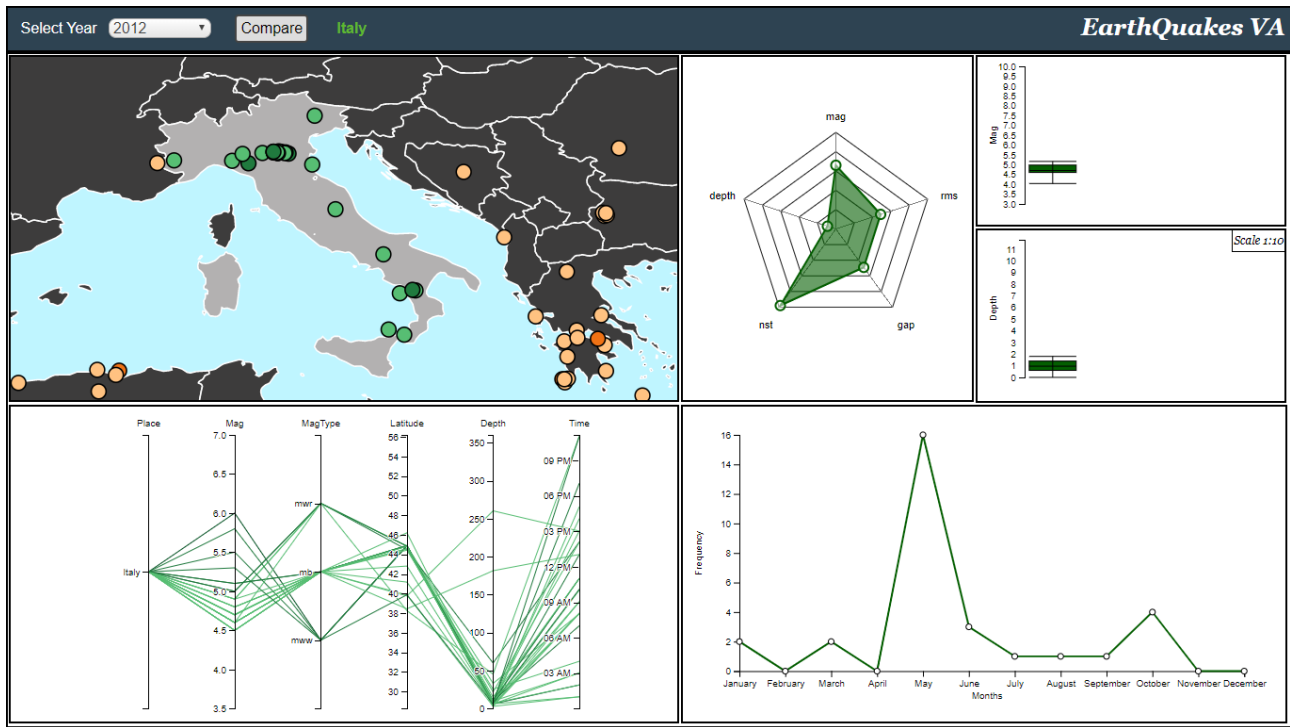 Select Year 2012 Compare Italy EarthQuakes VA
mag
rms
gap
nst
depth
Mag
10.0
9.5
9.0
8.5
8.0
7.5
7.0
6.5
6.0
5.5
5.0
4.5
4.0
3.5
3.0
Scale 1:10
Depth
11
10
9
8
7
6
5
4
3
2
1
0
Place Mag MagType Latitude Depth Time
Italy
7.0
6.5
6.0
5.5
5.0
4.5
4.0
3.5
mwr
mb
mww
56
54
52
50
48
46
44
42
40
38
36
34
32
30
350
300
250
200
150
100
50
0
09 PM
06 PM
03 PM
12 PM
09 AM
06 AM
03 AM
Frequency
16
14
12
10
8
6
4
2
0
January February March April May June July August September October November December
Months